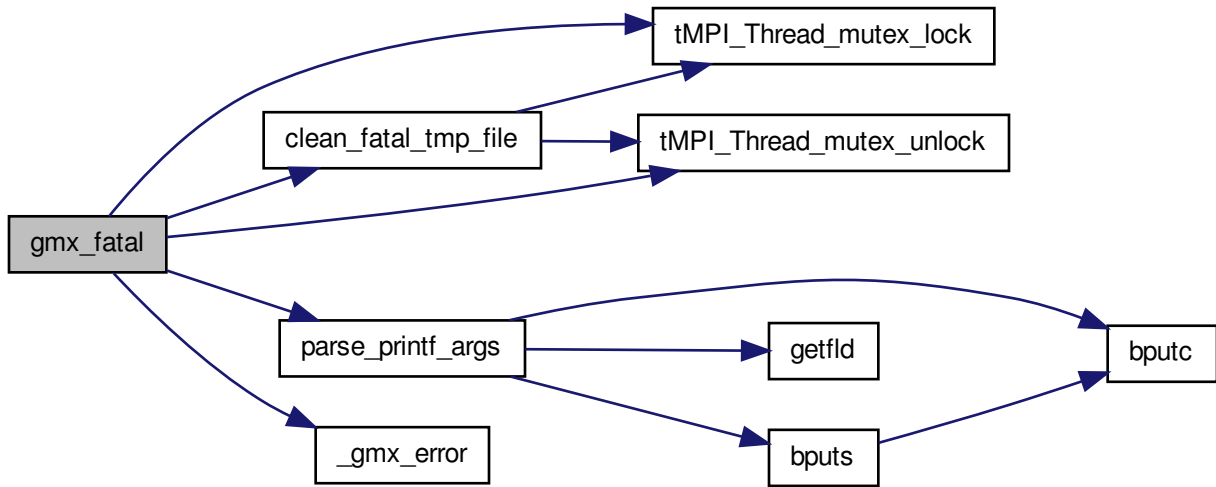 tMPI_Thread_mutex_lock
clean_fatal_tmp_file
tMPI_Thread_mutex_unlock
gmx_fatal
parse_printf_args
getfld
bputc
_gmx_error
bputs